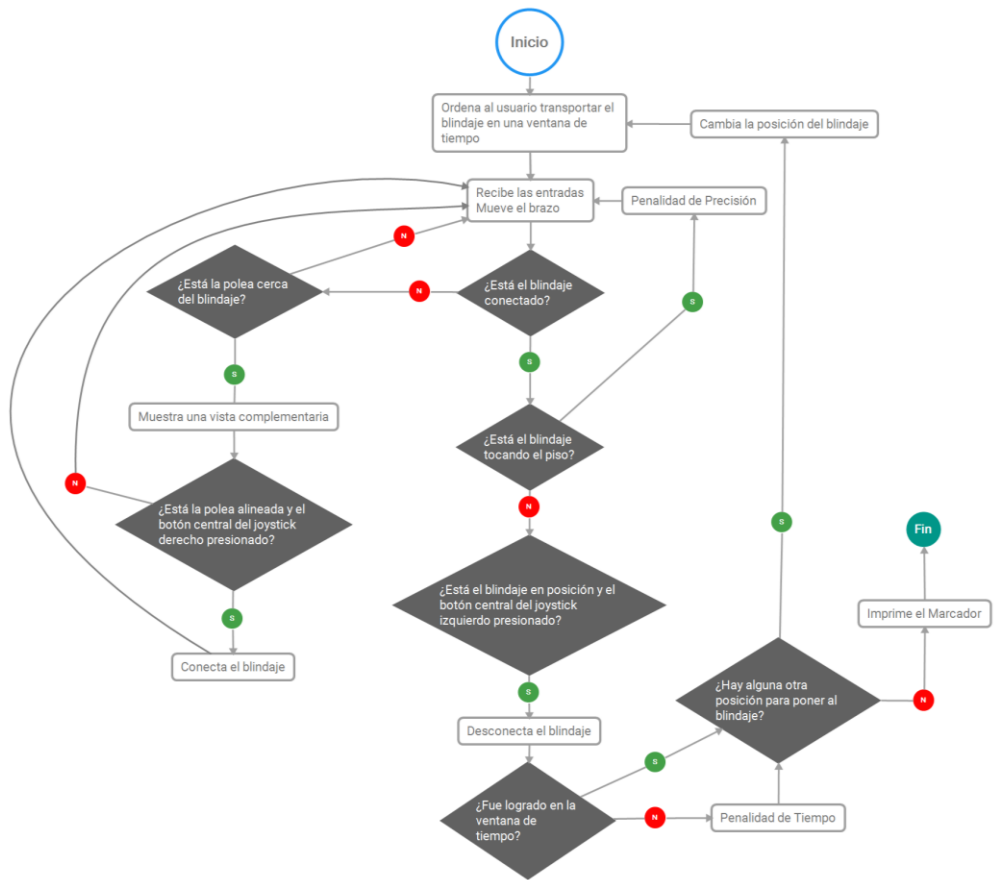 Inicio
Ordena al usuario transportar el
blindaje en una ventana de
tiempo
Cambia la posición del blindaje
Recibe las entradas
Mueve el brazo
Penalidad de Precisión
N
¿Está la polea cerca
del blindaje?
N
¿Está el blindaje
conectado?
S
S
S
Muestra una vista complementaria
¿Está el blindaje
tocando el piso?
N
¿Está la polea alineada y el
botón central del joystick
derecho presionado?
N
S
Fin
¿Está el blindaje en posición y el
botón central del joystick
izquierdo presionado?
S
Imprime el Marcador
Conecta el blindaje
S
¿Hay alguna otra
posición para poner al
blindaje?
N
Desconecta el blindaje
S
¿Fue logrado en la
ventana de
tiempo?
N
Penalidad de Tiempo